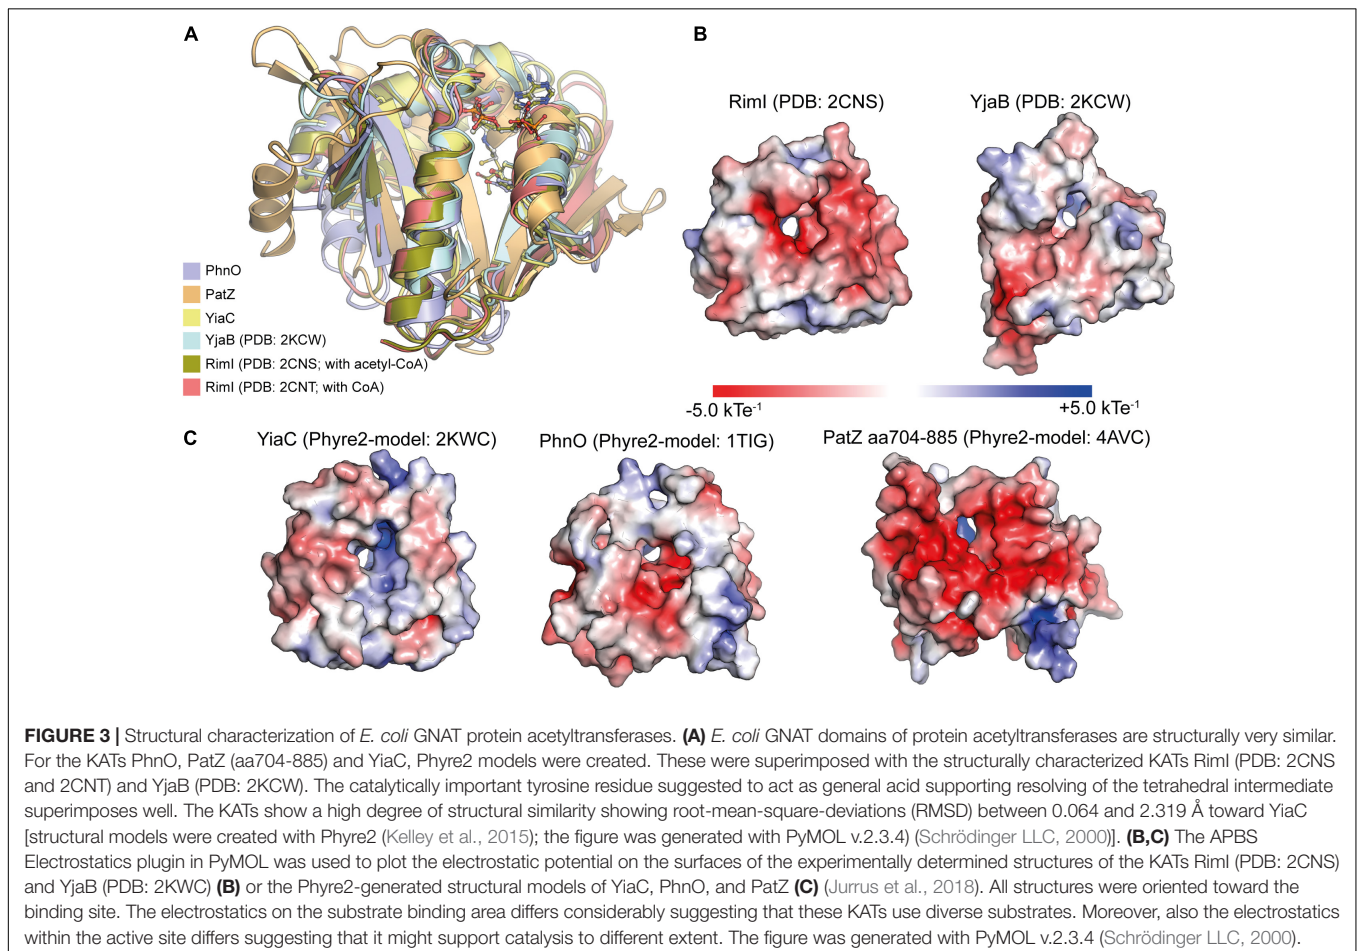 A
B
RimI (PDB: 2CNS)
YjaB (PDB: 2KCW)
PhnO
PatZ
YiaC
YjaB (PDB: 2KCW)
RimI (PDB: 2CNS; with acetyl-CoA)
RimI (PDB: 2CNT; with CoA)
-5.0 kTe⁻¹
+5.0 kTe⁻¹
C
YiaC (Phyre2-model: 2KWC)
PhnO (Phyre2-model: 1TIG)
PatZ aa704-885 (Phyre2-model: 4AVC)
FIGURE 3 | Structural characterization of E. coli GNAT protein acetyltransferases. (A) E. coli GNAT domains of protein acetyltransferases are structurally very similar.
For the KATs PhnO, PatZ (aa704-885) and YiaC, Phyre2 models were created. These were superimposed with the structurally characterized KATs RimI (PDB: 2CNS
and 2CNT) and YjaB (PDB: 2KCW). The catalytically important tyrosine residue suggested to act as general acid supporting resolving of the tetrahedral intermediate
superimposes well. The KATs show a high degree of structural similarity showing root-mean-square-deviations (RMSD) between 0.064 and 2.319 Å toward YiaC
[structural models were created with Phyre2 (Kelley et al., 2015); the figure was generated with PyMOL v.2.3.4) (Schrödinger LLC, 2000)]. (B,C) The APBS
Electrostatics plugin in PyMOL was used to plot the electrostatic potential on the surfaces of the experimentally determined structures of the KATs RimI (PDB: 2CNS)
and YjaB (PDB: 2KWC) (B) or the Phyre2-generated structural models of YiaC, PhnO, and PatZ (C) (Jurrus et al., 2018). All structures were oriented toward the
binding site. The electrostatics on the substrate binding area differs considerably suggesting that these KATs use diverse substrates. Moreover, also the electrostatics
within the active site differs suggesting that it might support catalysis to different extent. The figure was generated with PyMOL v.2.3.4 (Schrödinger LLC, 2000).